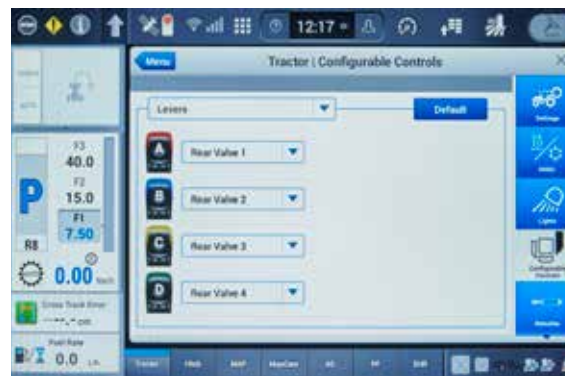 12:17
Menu
Tractor | Configurable Controls
Levers
Default
A
Rear Valve 1
B
Rear Valve 2
C
Rear Valve 3
D
Rear Valve 4
F3
40.0
F2
15.0
F1
7.50
P
R8
0.00
Cross Track Error
Fuel Rate
0.0
Settings
Lights
Configurable
Tractor